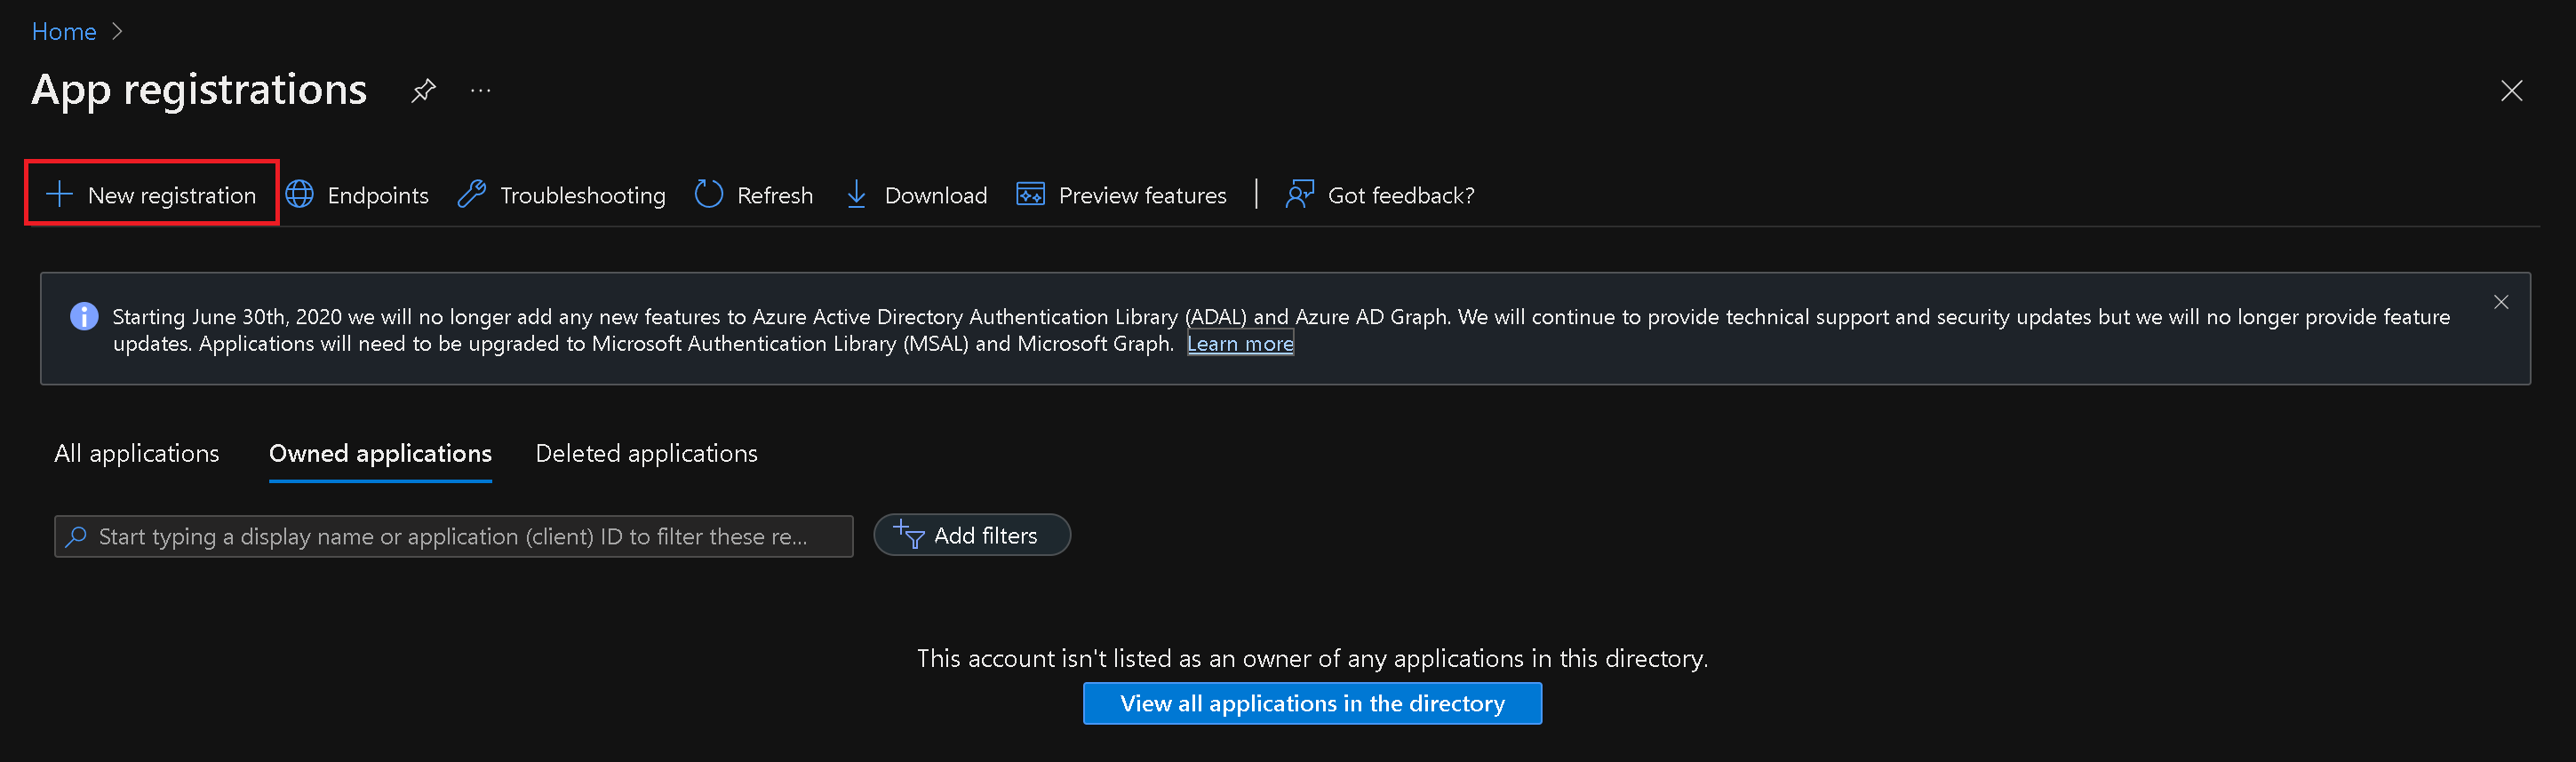 Home
App registrations
New registration
Endpoints
Troubleshooting
Refresh
Download
Preview features
Got feedback?
Starting June 30th, 2020 we will no longer add any new features to Azure Active Directory Authentication Library (ADAL) and Azure AD Graph. We will continue to provide technical support and security updates but we will no longer provide feature
updates. Applications will need to be upgraded to Microsoft Authentication Library (MSAL) and Microsoft Graph. Learn more
All applications
Owned applications
Deleted applications
Start typing a display name or application (client) ID to filter these re...
Add filters
This account isn't listed as an owner of any applications in this directory.
View all applications in the directory